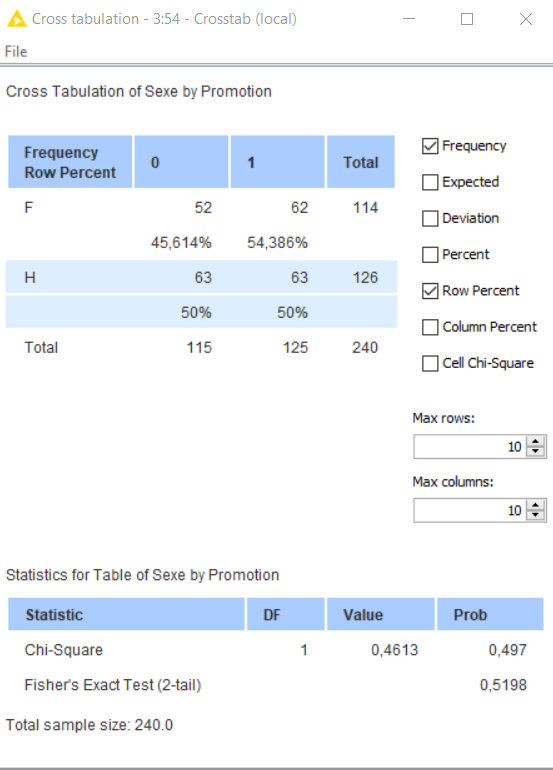 Cross tabulation - 3:54 - Crosstab (local)
File
Cross Tabulation of Sexe by Promotion
Frequency
Row Percent
0
1
Total
F
52
62
114
45,614%
54,386%
H
63
63
126
50%
50%
Total
115
125
240
Frequency
Expected
Deviation
Percent
Row Percent
Column Percent
Cell Chi-Square
Max rows:
10
Max columns:
10
Statistics for Table of Sexe by Promotion
Statistic
DF
Value
Prob
Chi-Square
1
0,4613
0,497
Fisher's Exact Test (2-tail)
0,5198
Total sample size: 240.0